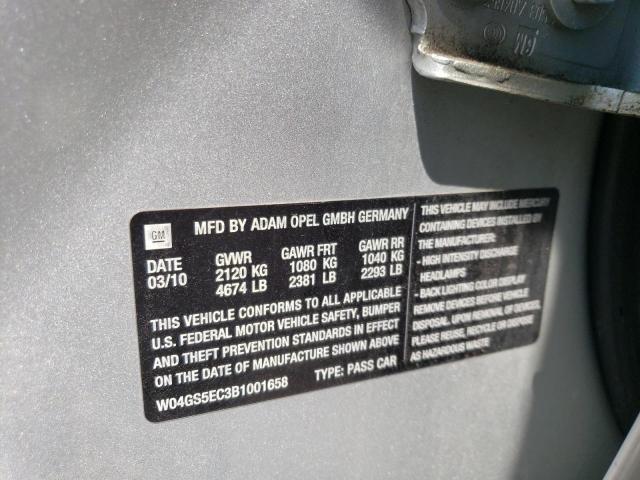 GM
MFD BY ADAM OPEL GMBH GERMANY
DATE
03/10
GVWR
2120 KG
4674 LB
GAWR FRT
1080 KG
2381 LB
GAWR RR
1040 KG
2293 LB
THIS VEHICLE CONFORMS TO ALL APPLICABLE
U.S. FEDERAL MOTOR VEHICLE SAFETY, BUMPER
AND THEFT PREVENTION STANDARDS IN EFFECT
ON THE DATE OF MANUFACTURE SHOWN ABOVE
W04GS5EC3B1001658 TYPE: PASS CAR
THIS VEHICLE MAY INCLUDE MERCURY
CONTAINING DEVICES INSTALLED BY
THE MANUFACTURER:
- HIGH INTENSITY DISCHARGE
HEADLAMPS
- BACK LIGHTING COLOR DISPLAY
REMOVE DEVICES BEFORE VEHICLE
DISPOSAL. UPON REMOVAL OF DEVICES,
PLEASE REUSE, RECYCLE OR DISPOSE
AS HAZARDOUS WASTE
GM